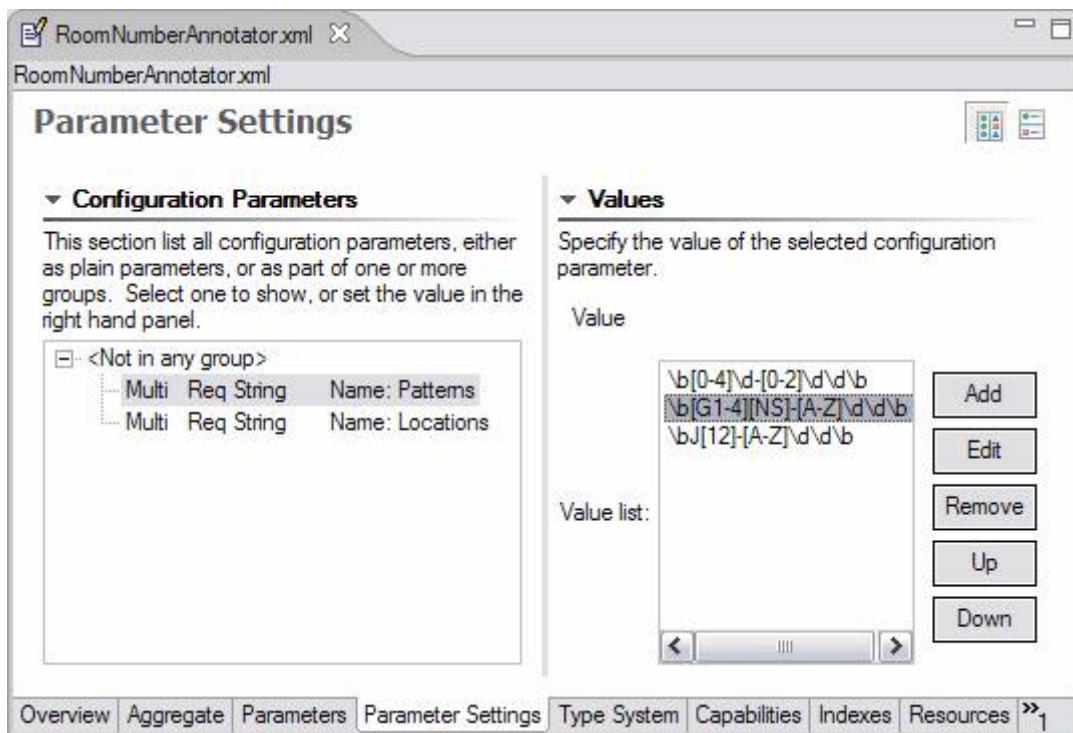 RoomNumberAnnotator.xml
RoomNumberAnnotator.xml
Parameter Settings
Configuration Parameters
This section list all configuration parameters, either
as plain parameters, or as part of one or more
groups. Select one to show, or set the value in the
right hand panel.
<Not in any group>
Multi Req String Name: Patterns
Multi Req String Name: Locations
Values
Specify the value of the selected configuration
parameter.
Value
Value list:
\b[0-4]\d-[0-2]\d\d\b
\b[G1-4][NS]-[A-Z]\d\d\b
\bJ[12]-[A-Z]\d\d\b
Add
Edit
Remove
Up
Down
Overview Aggregate Parameters Parameter Settings Type System Capabilities Indexes Resources »1